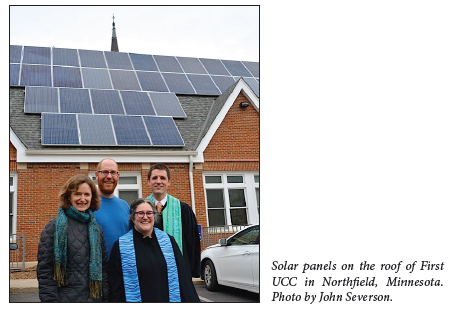 Solar panels on the roof of First
UCC in Northfield, Minnesota.
Photo by John Severson.